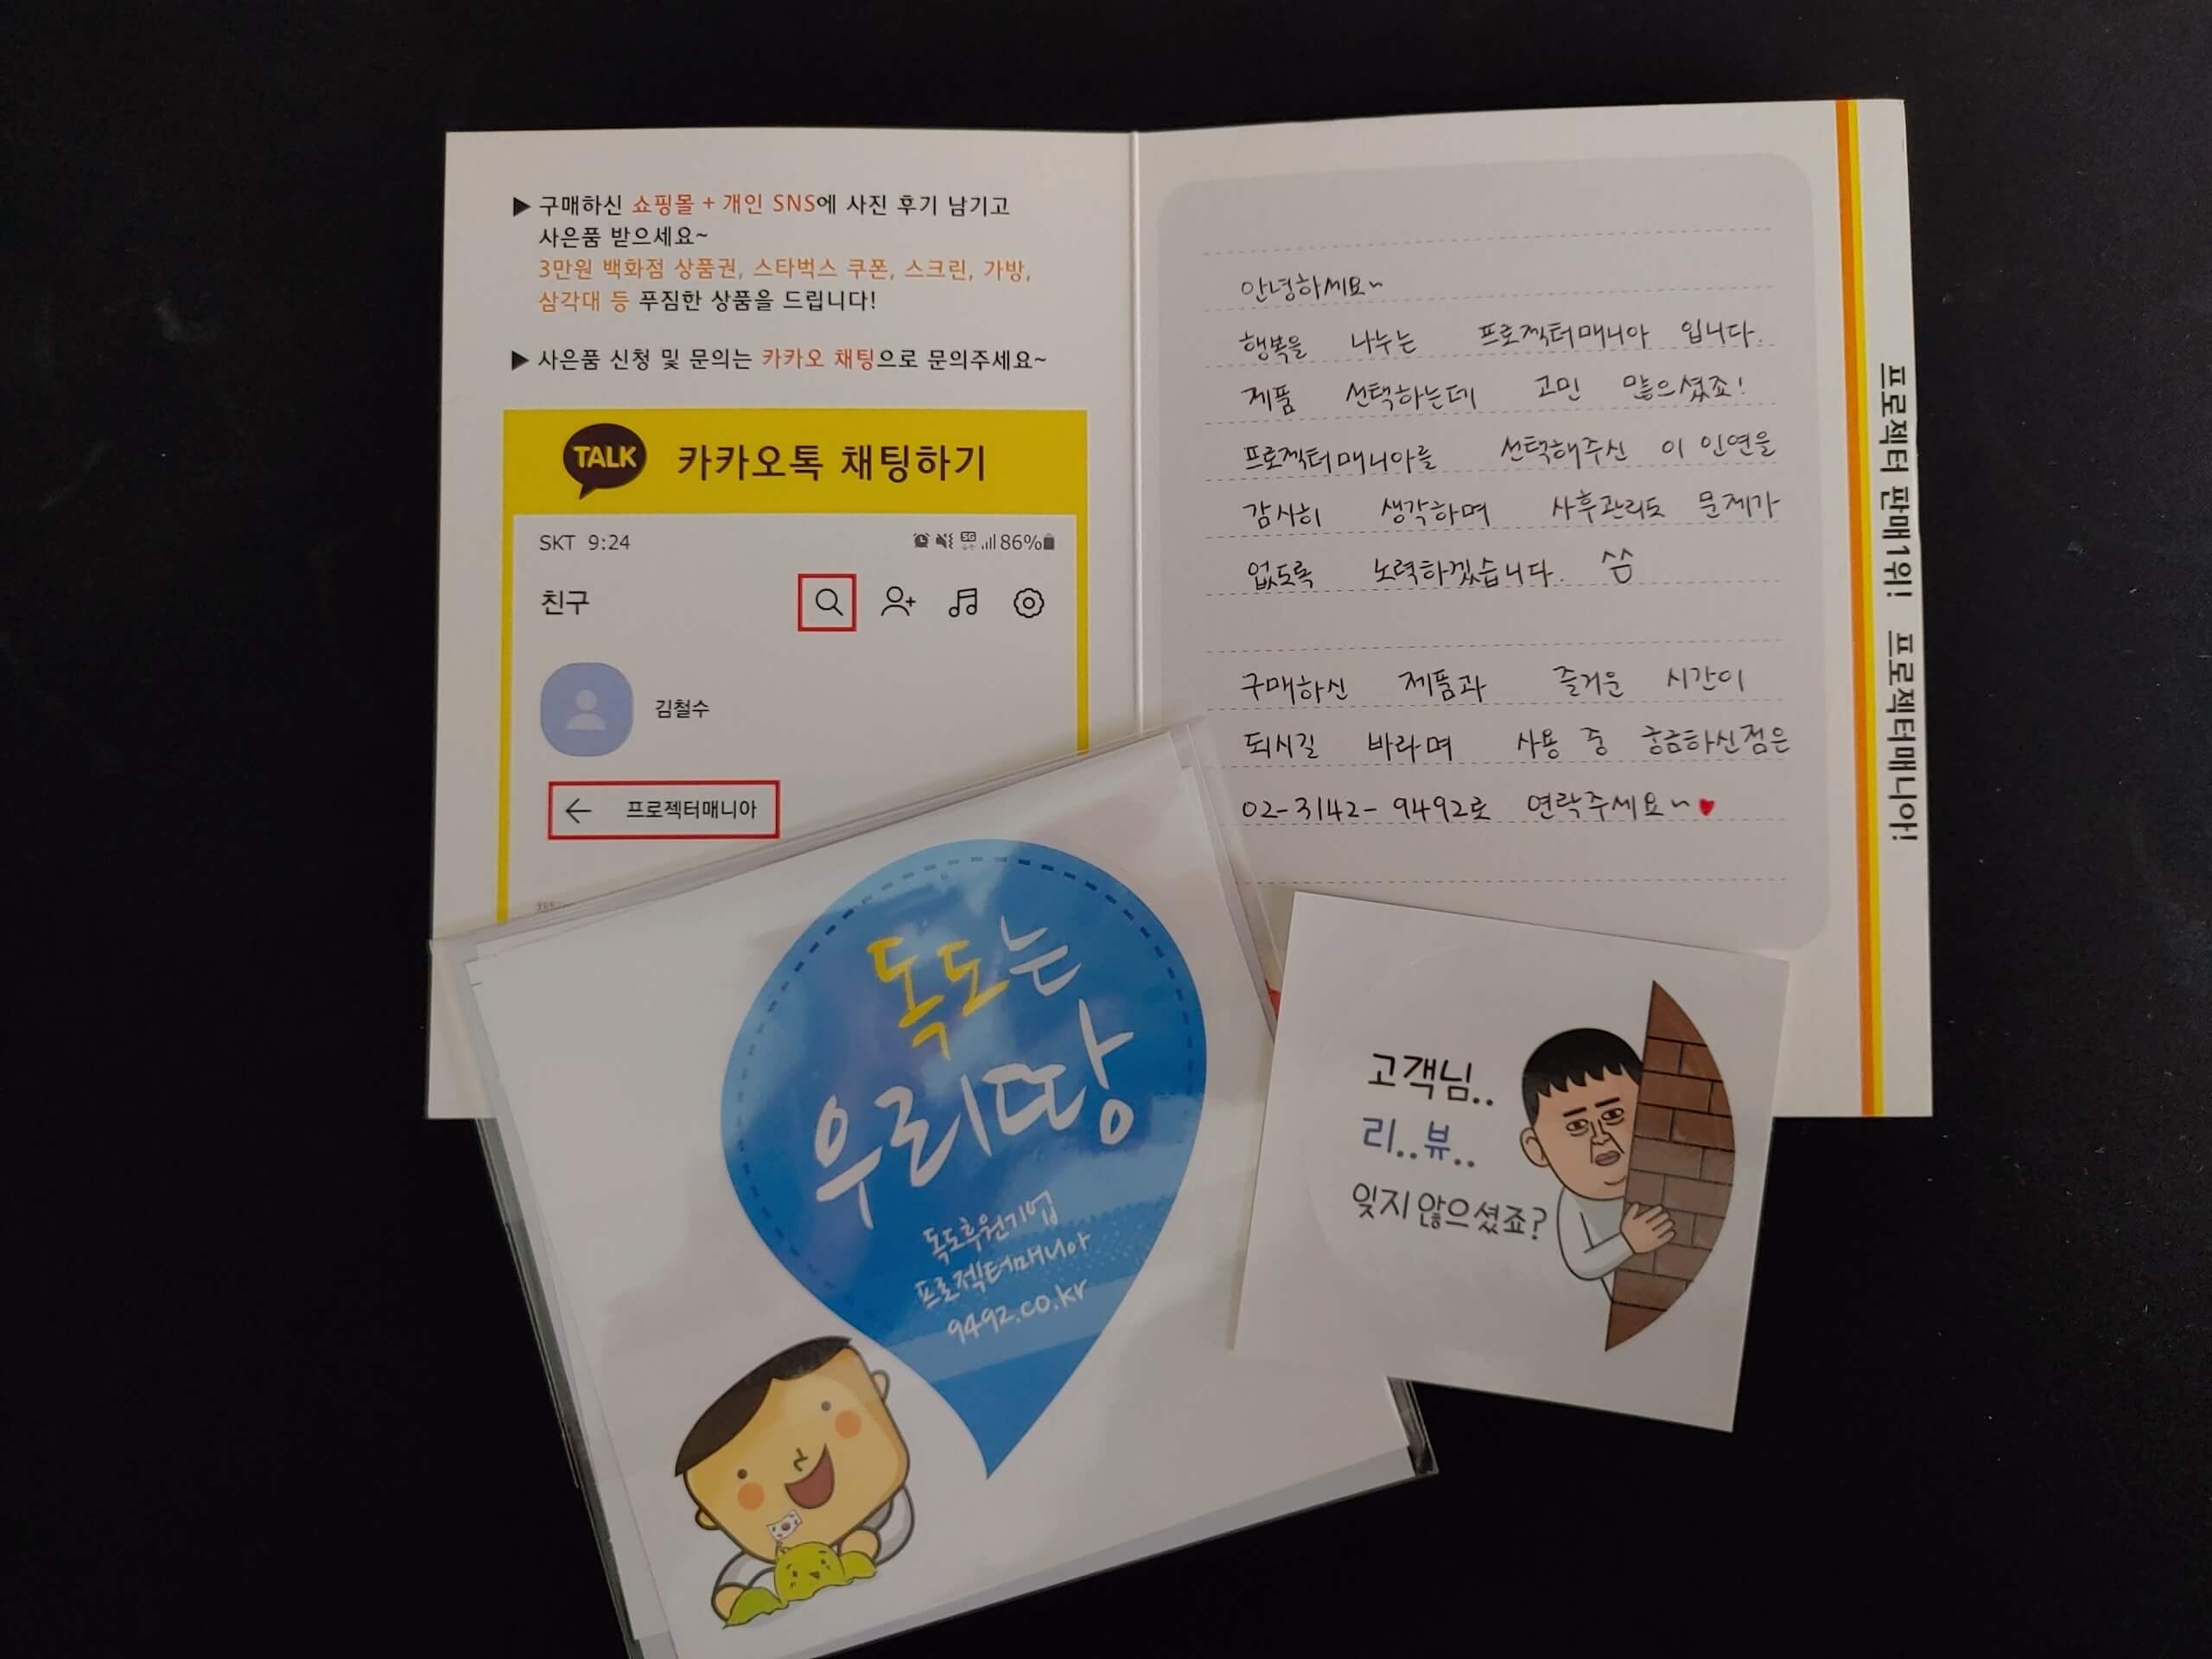 ▶ 구매하신 쇼핑몰 + 개인 SNS에 사진 후기 남기고
사은품 받으세요~
3만원 백화점 상품권, 스타벅스 쿠폰, 스크린, 가방,
삼각대 등 푸짐한 상품을 드립니다!
▶ 사은품 신청 및 문의는 카카오 채팅으로 문의주세요~
TALK 카카오톡 채팅하기
SKT 9:24 5G 86%
친구
김철수
← 프로젝터매니아
안녕하세요~
행복을 나누는 프로젝터매니아 입니다.
제품 선택하는데 고민 많으셨죠!
프로젝터매니아를 선택해주신 이 인연을
감사히 생각하며 사후관리도 문제가
없도록 노력하겠습니다. ^^
구매하신 제품과 즐거운 시간이
되시길 바라며 사용 중 궁금하신점은
02-3142-9492로 연락주세요~♥
프로젝터 판매1위! 프로젝터매니아!
독도는
우리땅
독도후원기업
프로젝터매니아
9492.co.kr
고객님..
리..뷰..
잊지 않으셨죠?